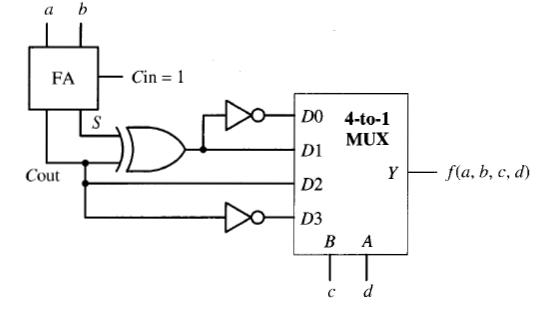 a b
FA
Cin = 1
S
Cout
D0
D1
D2
D3
4-to-1
MUX
Y
f(a, b, c, d)
B A
c d